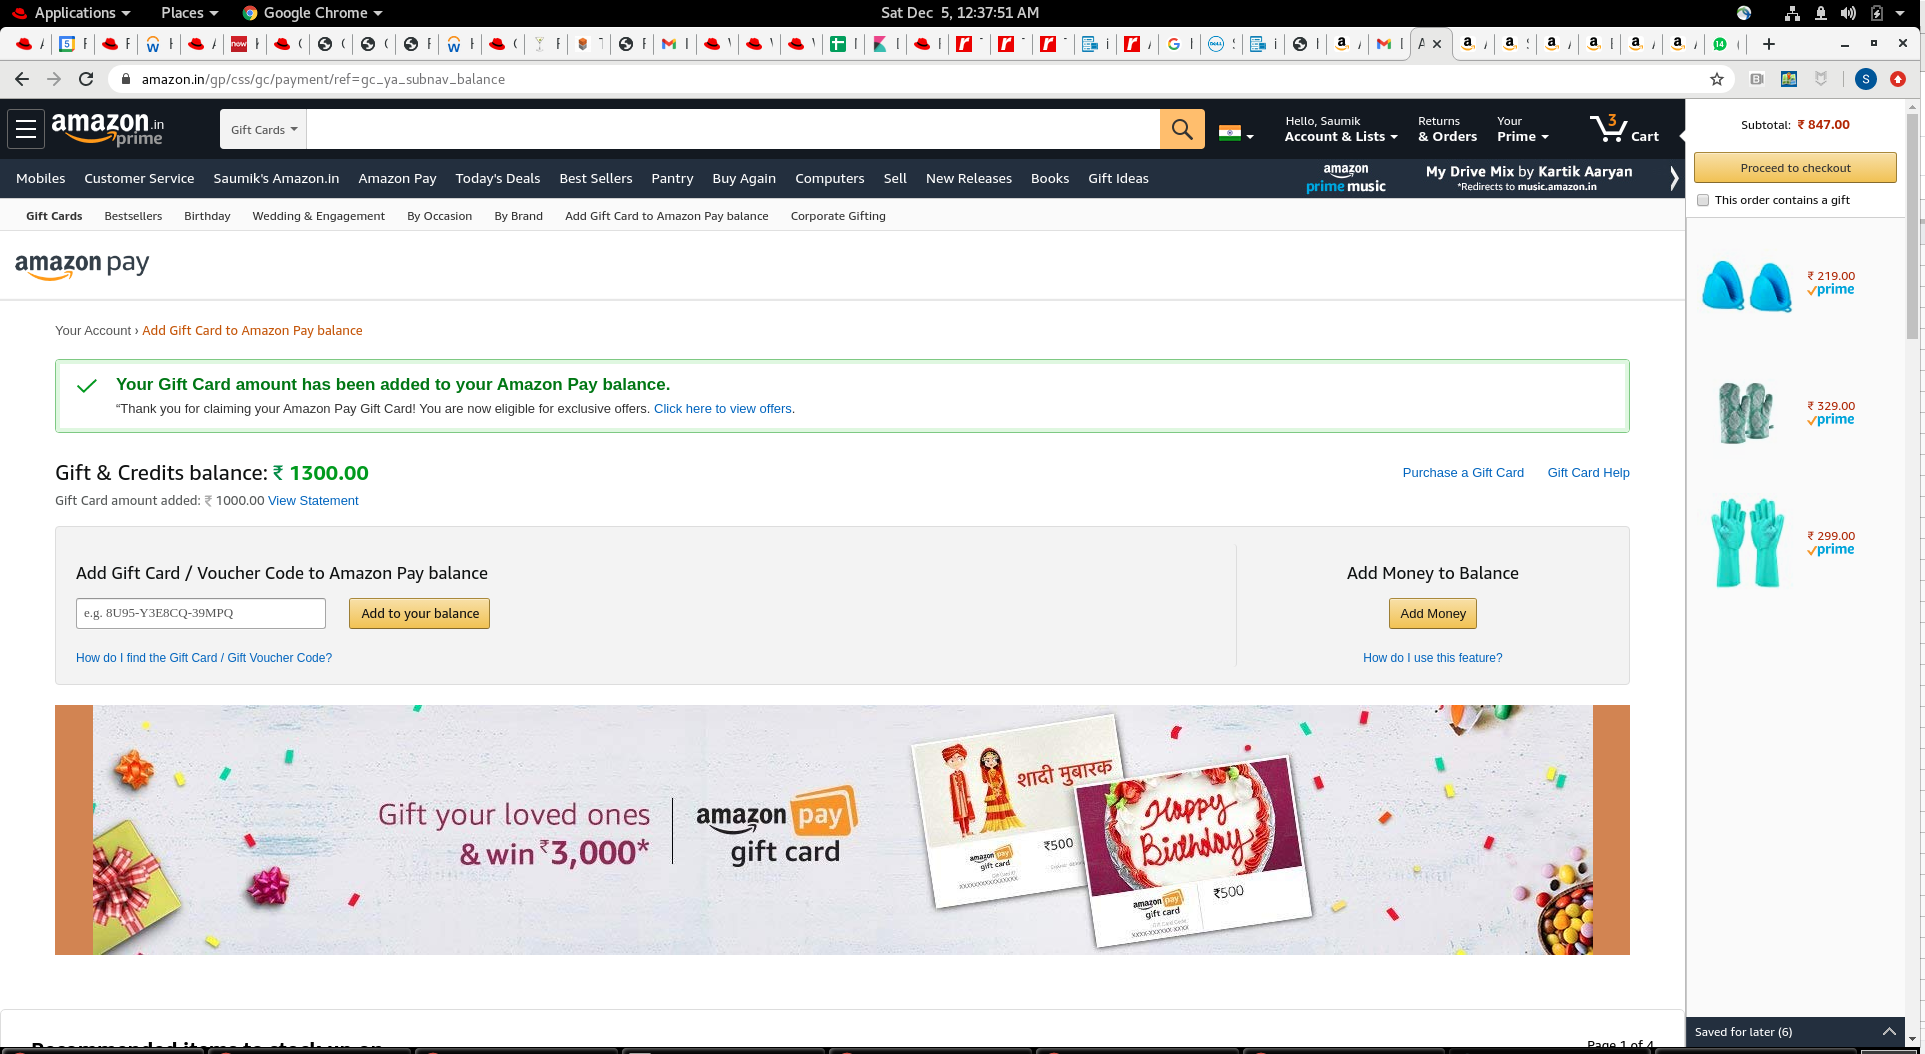 Applications
Places
Google Chrome
Sat Dec 5, 12:37:51 AM
amazon.in/gp/css/gc/payment/ref=gc_ya_subnav_balance
S
amazon.in
prime
Gift Cards
Hello, Saumik
Account & Lists
Returns
& Orders
Your
Prime
3
Cart
Mobiles
Customer Service
Saumik's Amazon.in
Amazon Pay
Today's Deals
Best Sellers
Pantry
Buy Again
Computers
Sell
New Releases
Books
Gift Ideas
amazon
prime music
My Drive Mix by Kartik Aaryan
*Redirects to music.amazon.in
Gift Cards
Bestsellers
Birthday
Wedding & Engagement
By Occasion
By Brand
Add Gift Card to Amazon Pay balance
Corporate Gifting
amazon pay
Your Account › Add Gift Card to Amazon Pay balance
Your Gift Card amount has been added to your Amazon Pay balance.
“Thank you for claiming your Amazon Pay Gift Card! You are now eligible for exclusive offers. Click here to view offers.
Gift & Credits balance: ₹ 1300.00
Purchase a Gift Card
Gift Card Help
Gift Card amount added: ₹ 1000.00 View Statement
Add Gift Card / Voucher Code to Amazon Pay balance
e.g. 8U95-Y3E8CQ-39MPQ
Add to your balance
How do I find the Gift Card / Gift Voucher Code?
Add Money to Balance
Add Money
How do I use this feature?
Gift your loved ones
& win ₹3,000*
amazon pay
gift card
शादी मुबारक
amazon pay
gift card
₹500
Happy
Birthday
amazon pay
gift card
₹500
Recommended items to stock up on
Page 1 of 4
Subtotal: ₹ 847.00
Proceed to checkout
This order contains a gift
₹ 219.00
prime
₹ 329.00
prime
₹ 299.00
prime
Saved for later (6)